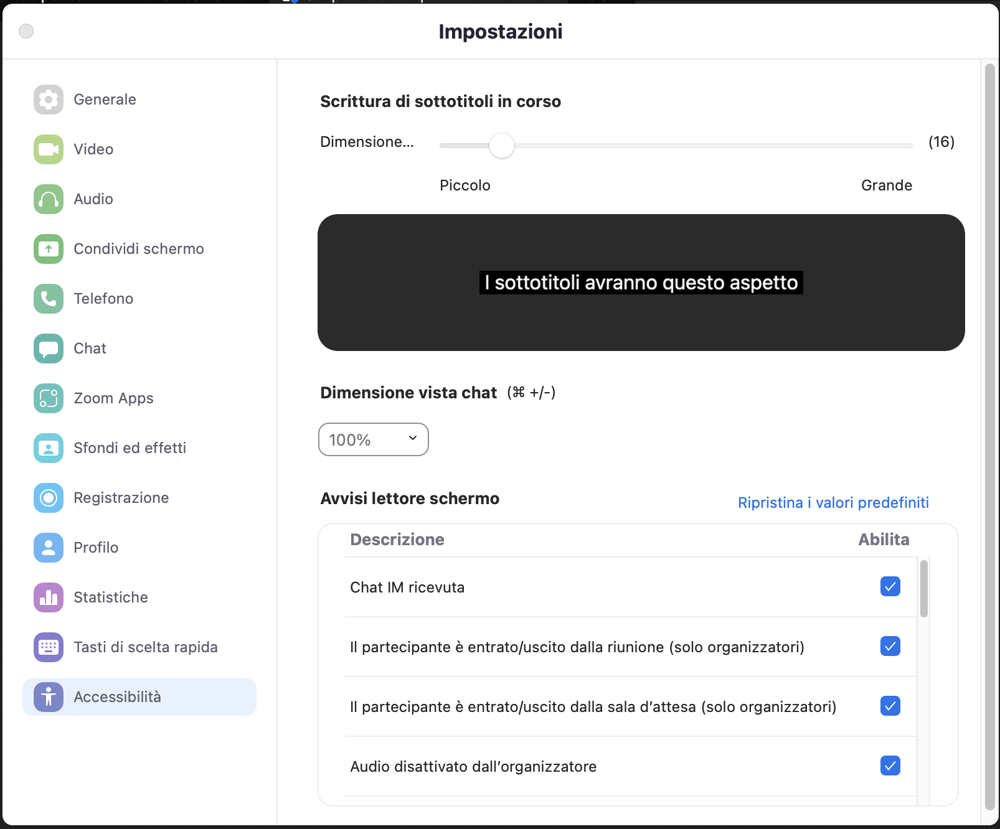 Impostazioni
Generale
Video
Audio
Condividi schermo
Telefono
Chat
Zoom Apps
Sfondi ed effetti
Registrazione
Profilo
Statistiche
Tasti di scelta rapida
Accessibilità
Scrittura di sottotitoli in corso
Dimensione...
(16)
Piccolo
Grande
I sottotitoli avranno questo aspetto
Dimensione vista chat (⌘ +/-)
100%
Avvisi lettore schermo
Ripristina i valori predefiniti
Descrizione
Abilita
Chat IM ricevuta
Il partecipante è entrato/uscito dalla riunione (solo organizzatori)
Il partecipante è entrato/uscito dalla sala d’attesa (solo organizzatori)
Audio disattivato dall’organizzatore